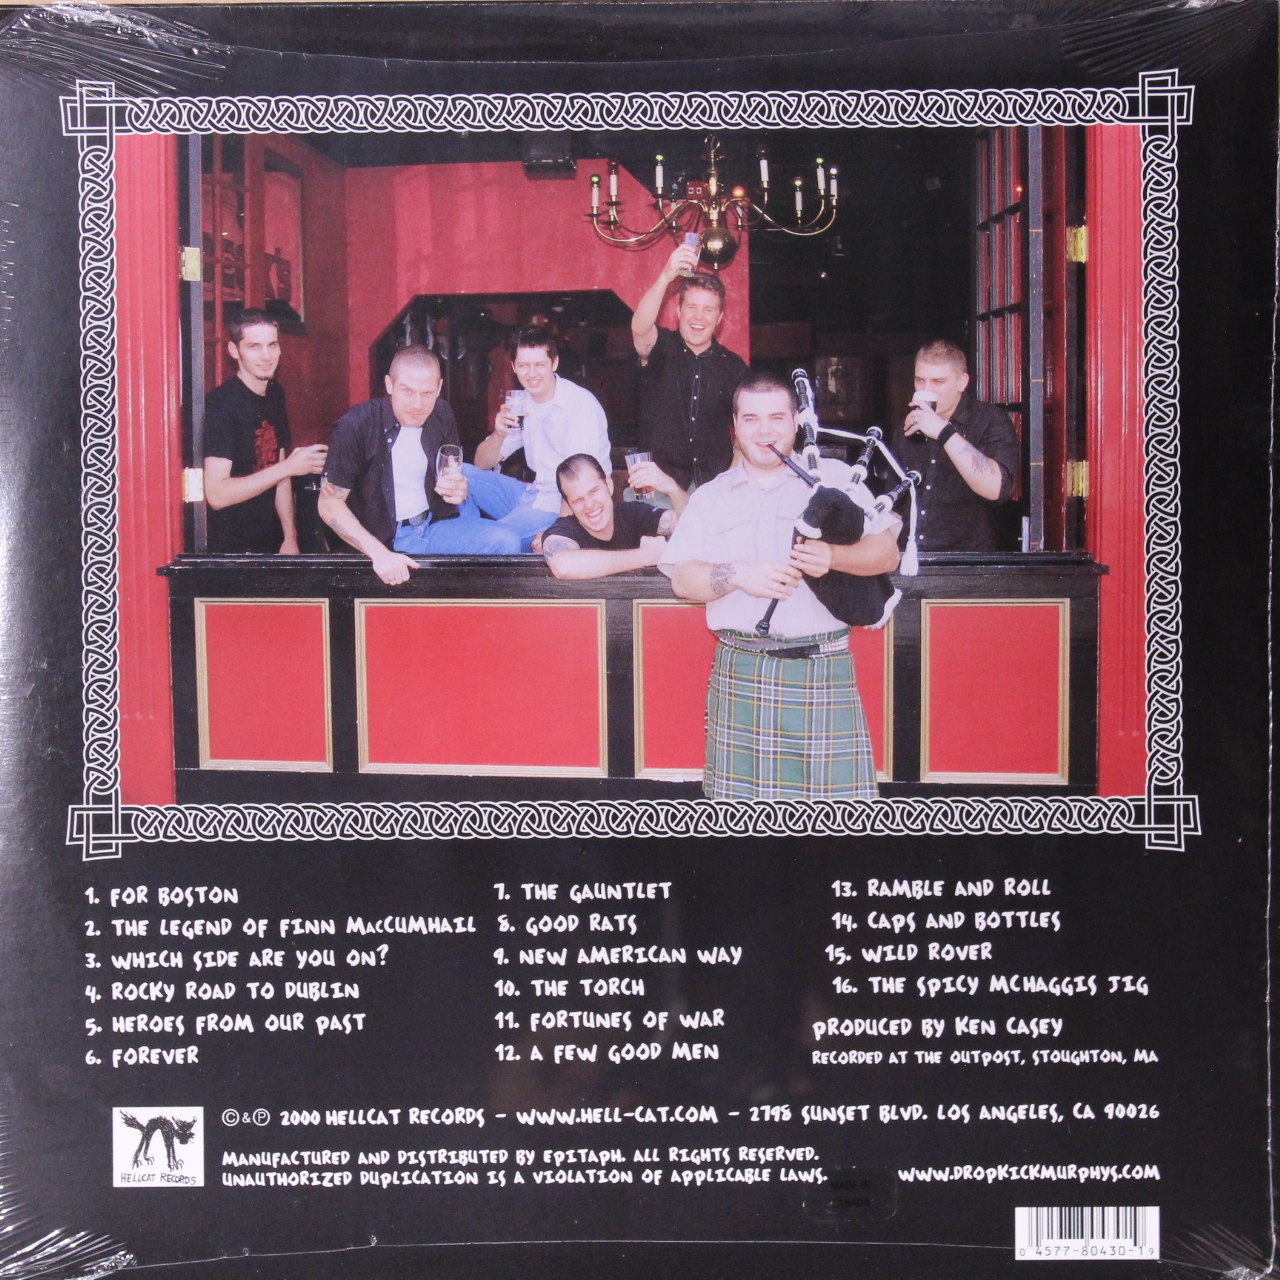 1. FOR BOSTON
2. THE LEGEND OF FINN MacCUMHAIL
3. WHICH SIDE ARE YOU ON?
4. ROCKY ROAD TO DUBLIN
5. HEROES FROM OUR PAST
6. FOREVER
7. THE GAUNTLET
8. GOOD RATS
9. NEW AMERICAN WAY
10. THE TORCH
11. FORTUNES OF WAR
12. A FEW GOOD MEN
13. RAMBLE AND ROLL
14. CAPS AND BOTTLES
15. WILD ROVER
16. THE SPICY MCHAGGIS JIG
PRODUCED BY KEN CASEY
RECORDED AT THE OUTPOST, STOUGHTON, MA
HELLCAT RECORDS
© & ℗ 2000 HELLCAT RECORDS - WWW.HELL-CAT.COM - 2798 SUNSET BLVD. LOS ANGELES, CA 90026
MANUFACTURED AND DISTRIBUTED BY EPITAPH. ALL RIGHTS RESERVED.
UNAUTHORIZED DUPLICATION IS A VIOLATION OF APPLICABLE LAWS.
WWW.DROPKICKMURPHYS.COM
MADE IN
CANADA
0 4577-80430-1 9